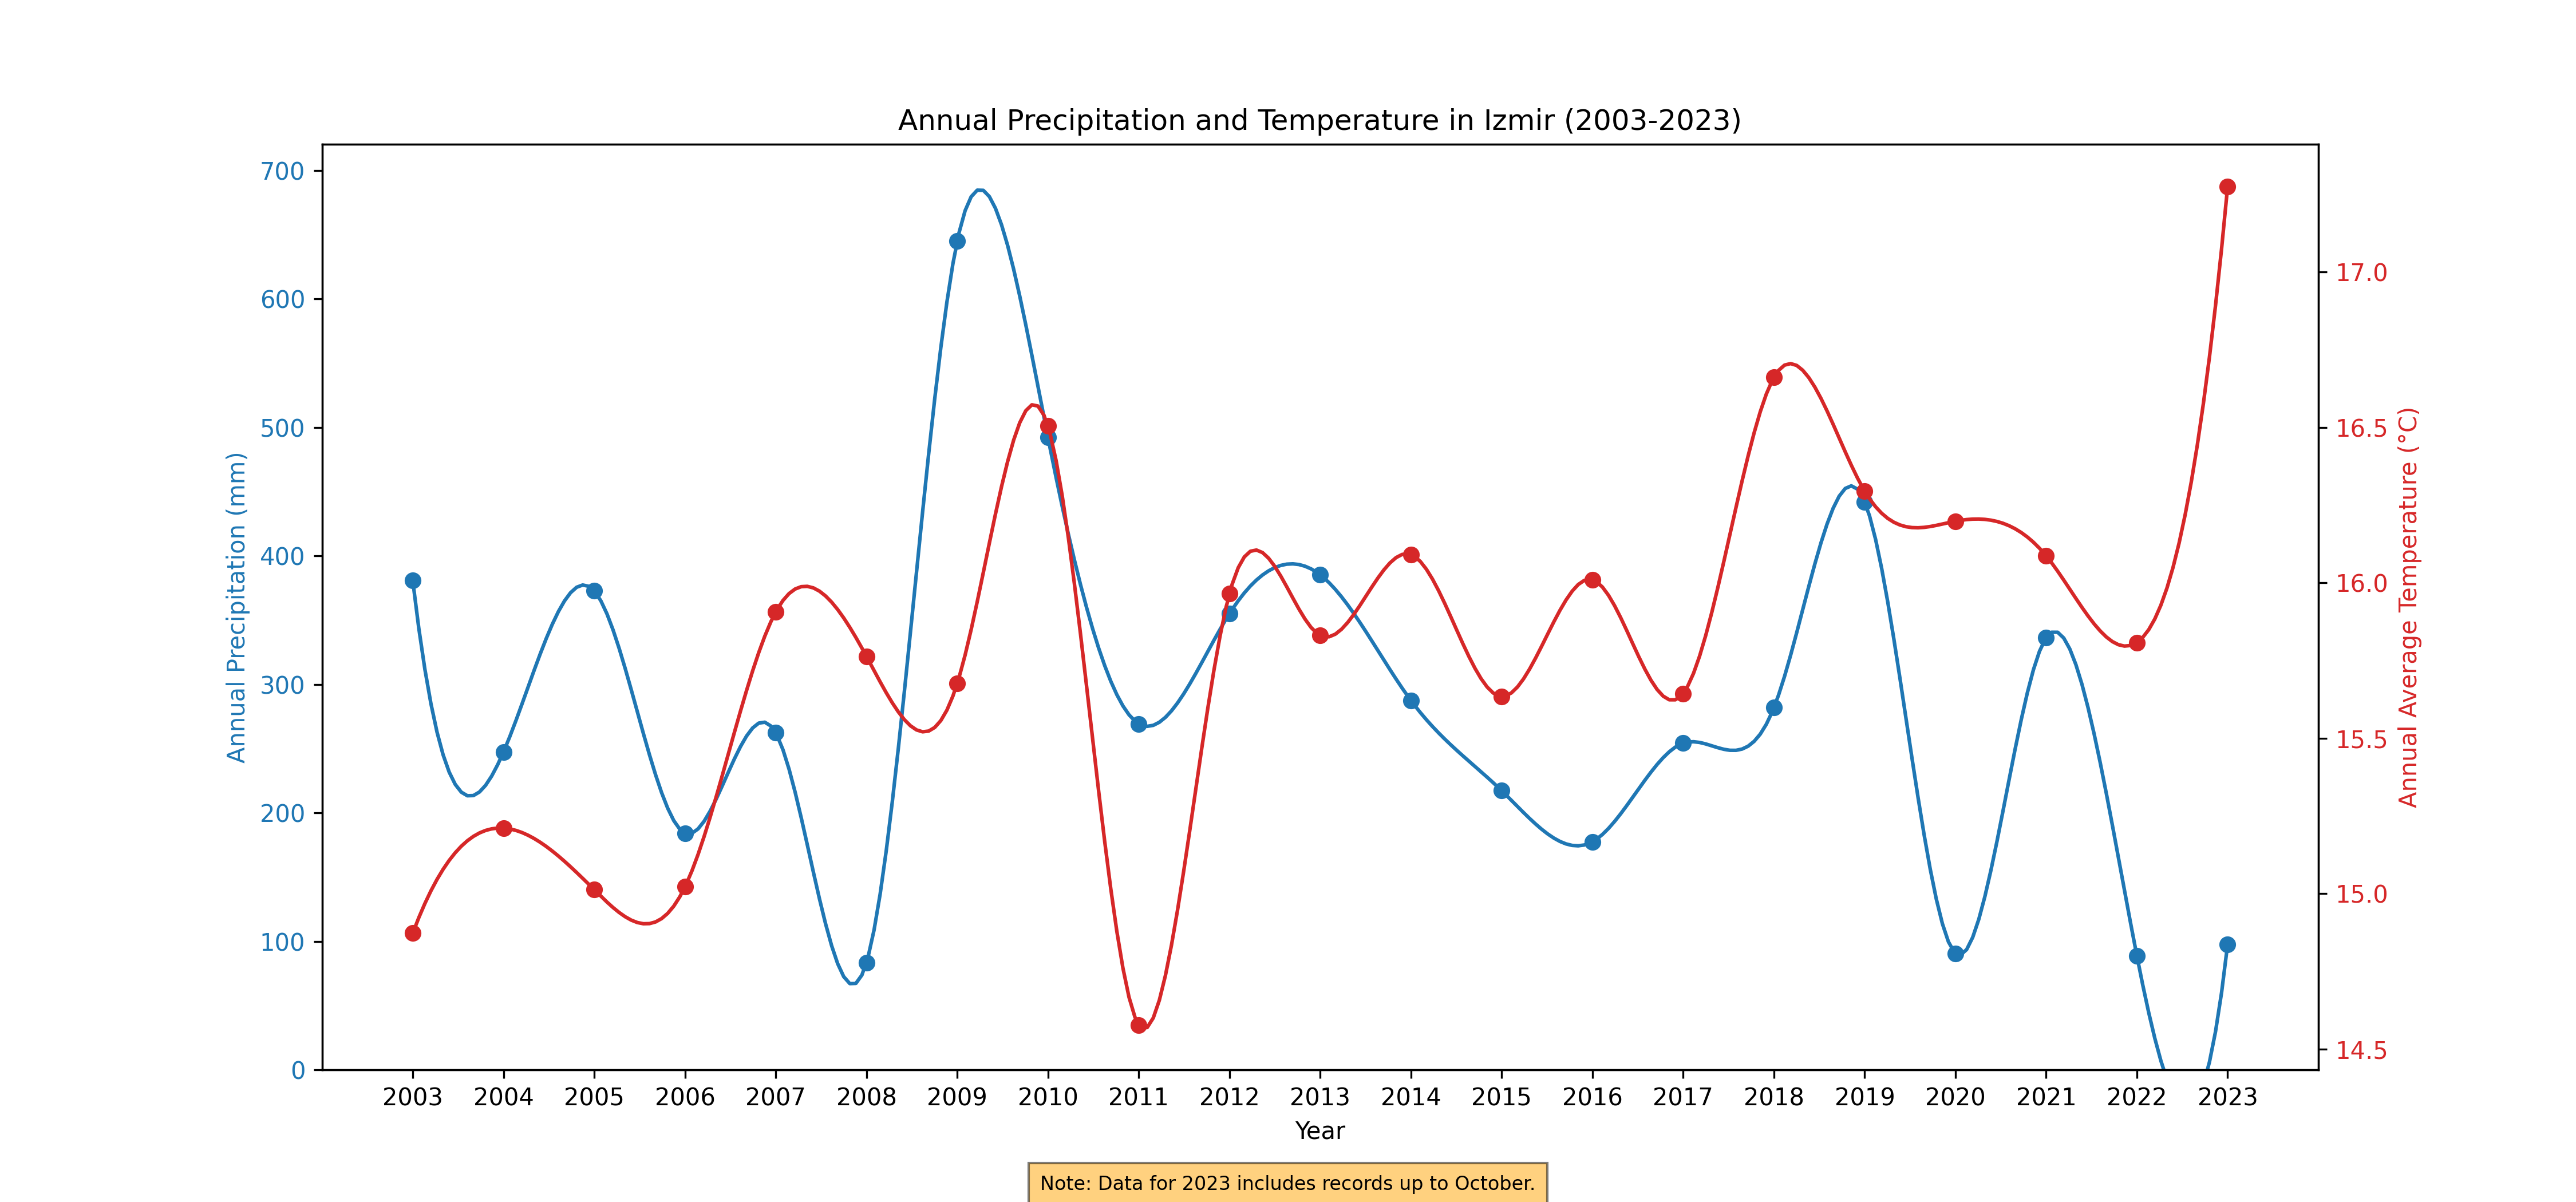 Annual Precipitation and Temperature in Izmir (2003-2023)
Annual Precipitation (mm)
700
600
500
400
300
200
100
0
17.0
16.5
16.0
15.5
15.0
14.5
Annual Average Temperature (°C)
2003 2004 2005 2006 2007 2008 2009 2010 2011 2012 2013 2014 2015 2016 2017 2018 2019 2020 2021 2022 2023
Year
Note: Data for 2023 includes records up to October.